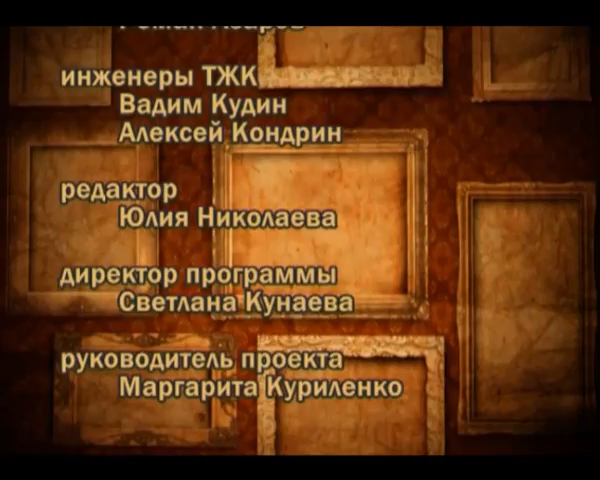 инженеры ТЖК
Вадим Кудин
Алексей Кондрин
редактор
Юлия Николаева
директор программы
Светлана Кунаева
руководитель проекта
Маргарита Куриленко